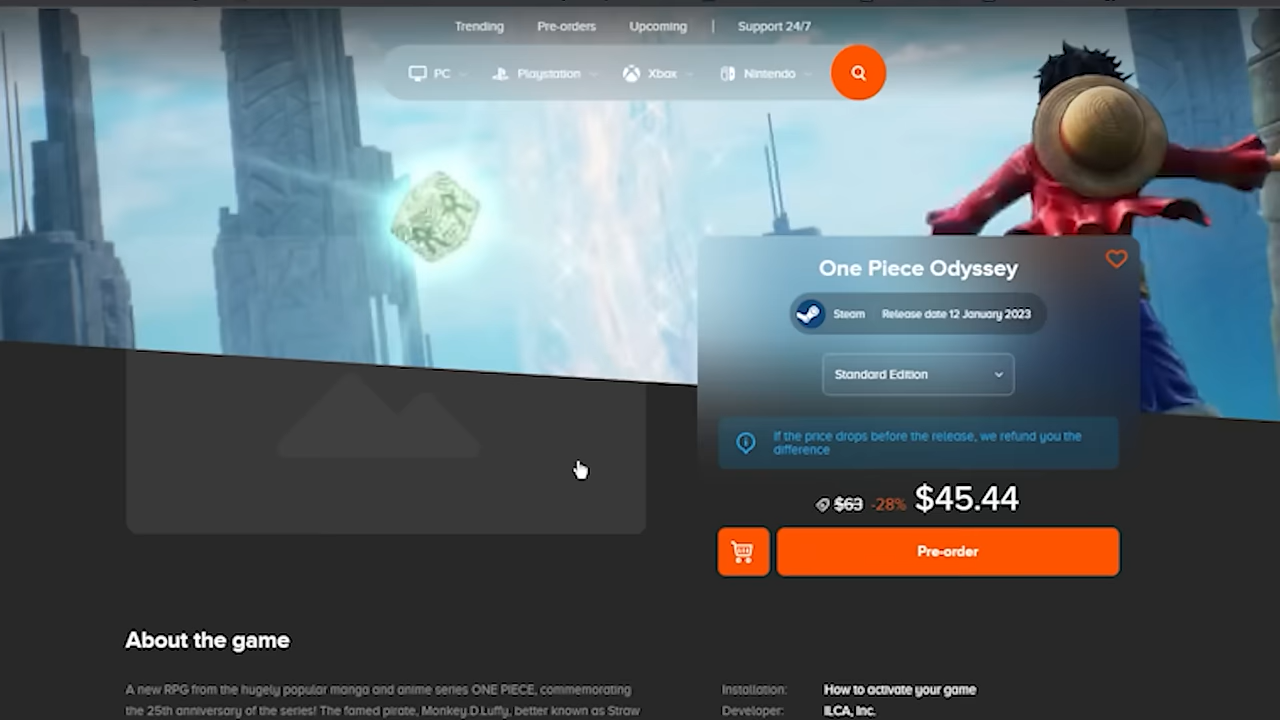 Trending Pre-orders Upcoming | Support 24/7
PC Playstation Xbox Nintendo
One Piece Odyssey
Steam Release date 12 January 2023
Standard Edition
If the price drops before the release, we refund you the
difference
$63 -28% $45.44
Pre-order
About the game
A new RPG from the hugely popular manga and anime series ONE PIECE, commemorating
the 25th anniversary of the series! The famed pirate, Monkey.D.Luffy, better known as Straw
Installation: How to activate your game
Developer: ILCA, Inc.